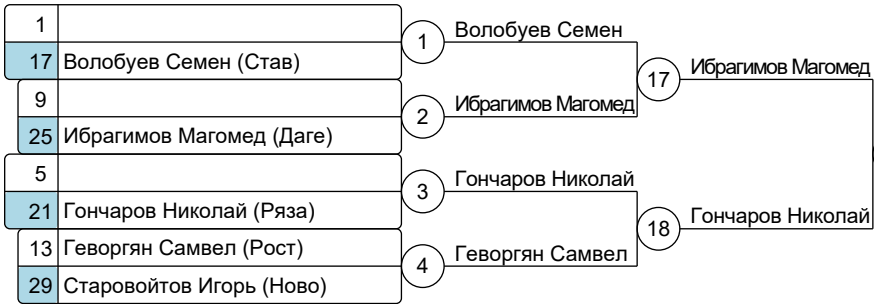 1
17 Волобуев Семен (Став)
1 Волобуев Семен
9
25 Ибрагимов Магомед (Даге)
2 Ибрагимов Магомед
17 Ибрагимов Магомед
5
21 Гончаров Николай (Ряза)
3 Гончаров Николай
13 Геворгян Самвел (Рост)
29 Старовойтов Игорь (Ново)
4 Геворгян Самвел
18 Гончаров Николай